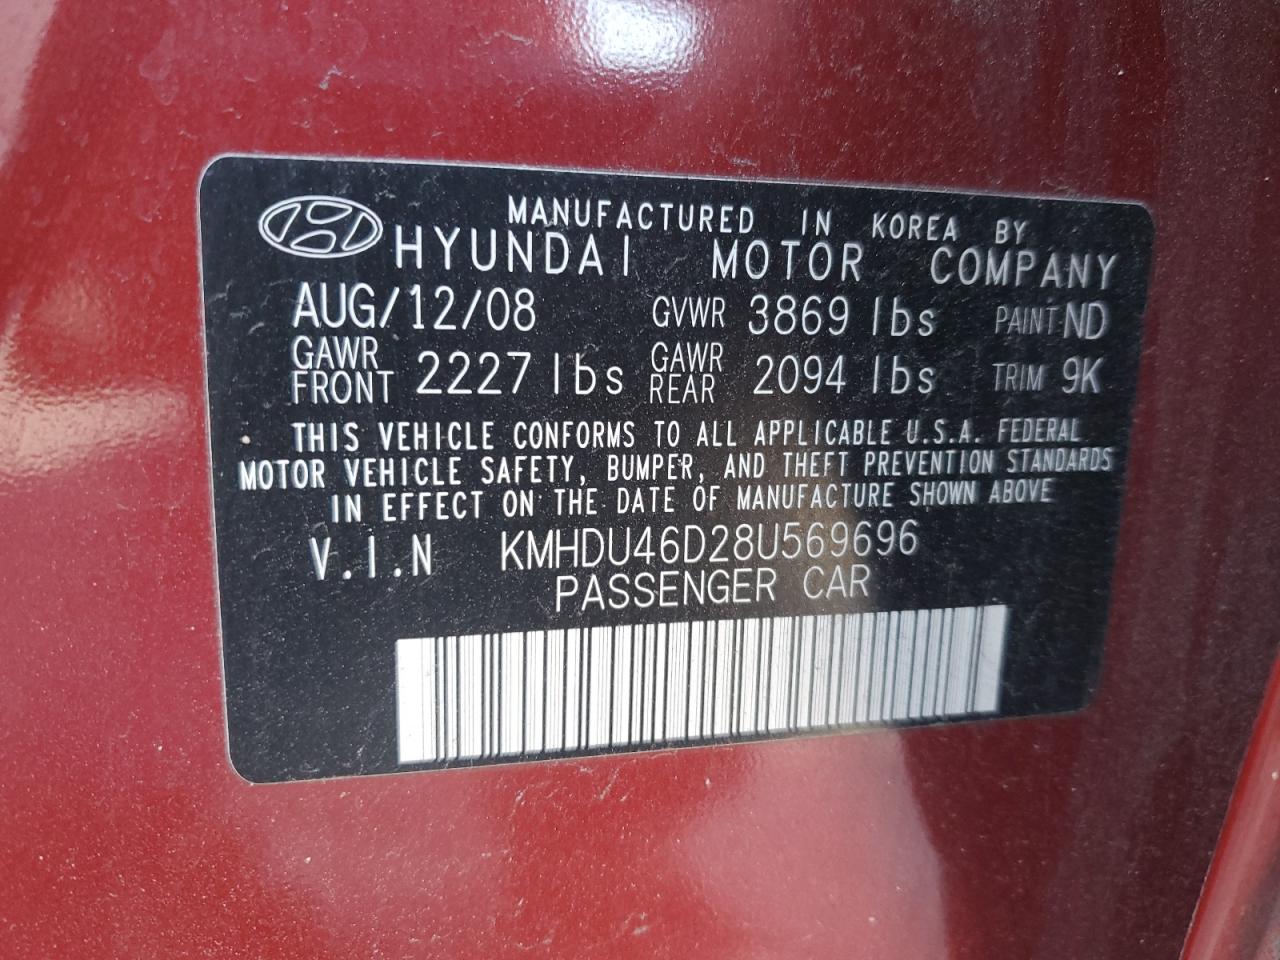 MANUFACTURED IN KOREA BY
HYUNDAI MOTOR COMPANY
AUG/12/08 GVWR 3869 lbs PAINT:ND
GAWR FRONT 2227 lbs GAWR REAR 2094 lbs TRIM 9K
THIS VEHICLE CONFORMS TO ALL APPLICABLE U.S.A. FEDERAL
MOTOR VEHICLE SAFETY, BUMPER, AND THEFT PREVENTION STANDARDS
IN EFFECT ON THE DATE OF MANUFACTURE SHOWN ABOVE
V.I.N KMHDU46D28U569696
PASSENGER CAR